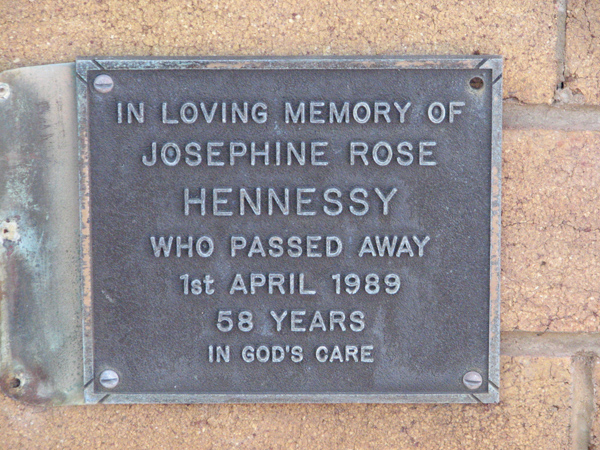 IN LOVING MEMORY OF
JOSEPHINE ROSE
HENNESSY
WHO PASSED AWAY
1st APRIL 1989
58 YEARS
IN GOD'S CARE